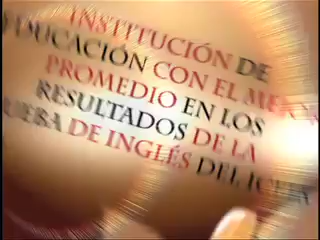 INSTITUCIÓN DE
EDUCACIÓN CON EL
PROMEDIO EN LOS
RESULTADOS DE LA
DE INGLÉS DEL